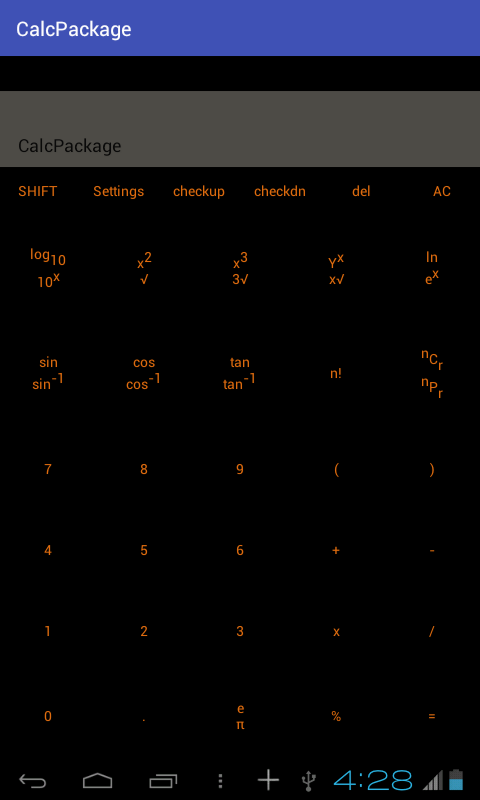 CalcPackage
CalcPackage
SHIFT Settings checkup checkdn del AC
log10 x2 x3 Yx ln
10x √ 3√ x√ ex
sin cos tan n! nCr
sin-1 cos-1 tan-1 nPr
7 8 9 ( )
4 5 6 + -
1 2 3 x /
0 . e % =
π
4:28